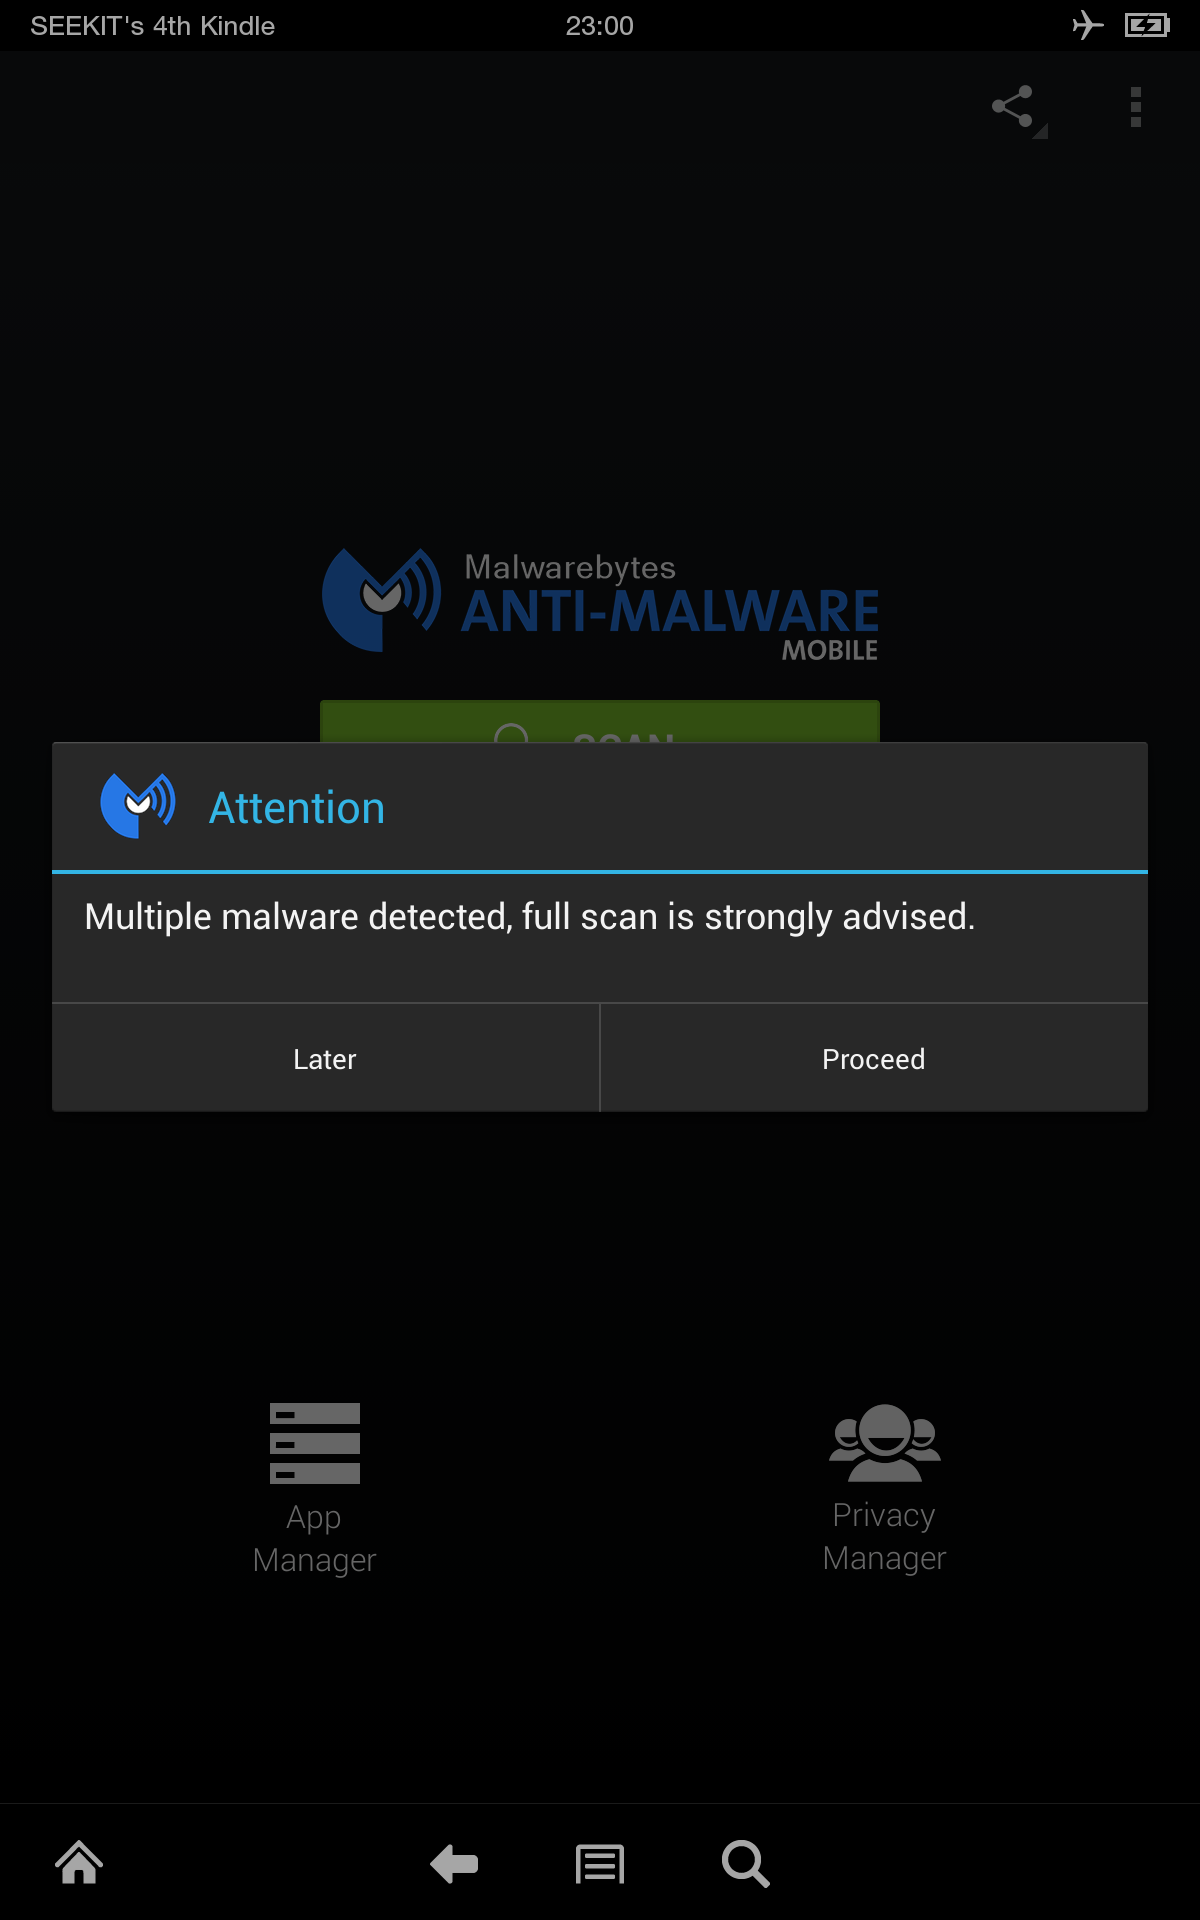 SEEKIT's 4th Kindle 23:00
Malwarebytes
ANTI-MALWARE
MOBILE
SCAN
Attention
Multiple malware detected, full scan is strongly advised.
Later Proceed
App
Manager
Privacy
Manager